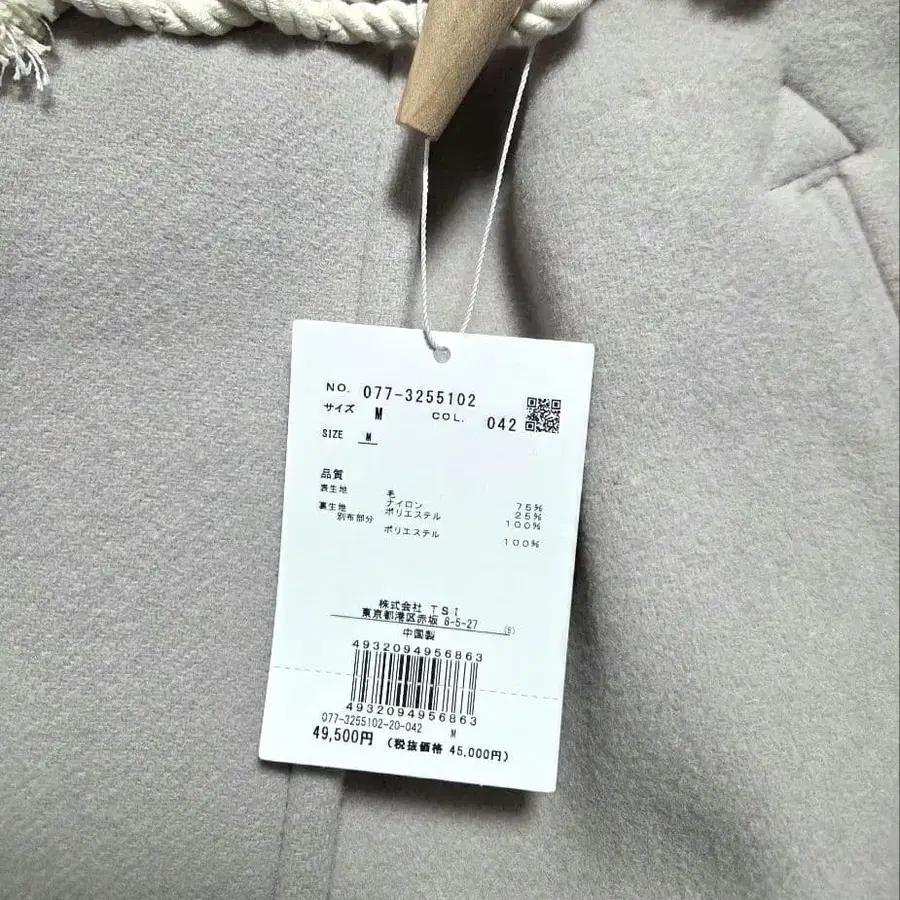 NO. 077-3255102
サイズ M COL. 042
SIZE M
品質
表生地 毛 75%
ナイロン 25%
裏生地 ポリエステル 100%
別布部分
ポリエステル 100%
株式会社 TSI
東京都港区赤坂 8-5-27 (B)
中国製
4932094956863
4932094956863
077-3255102-20-042 M
49,500円 (税抜価格 45,000円)